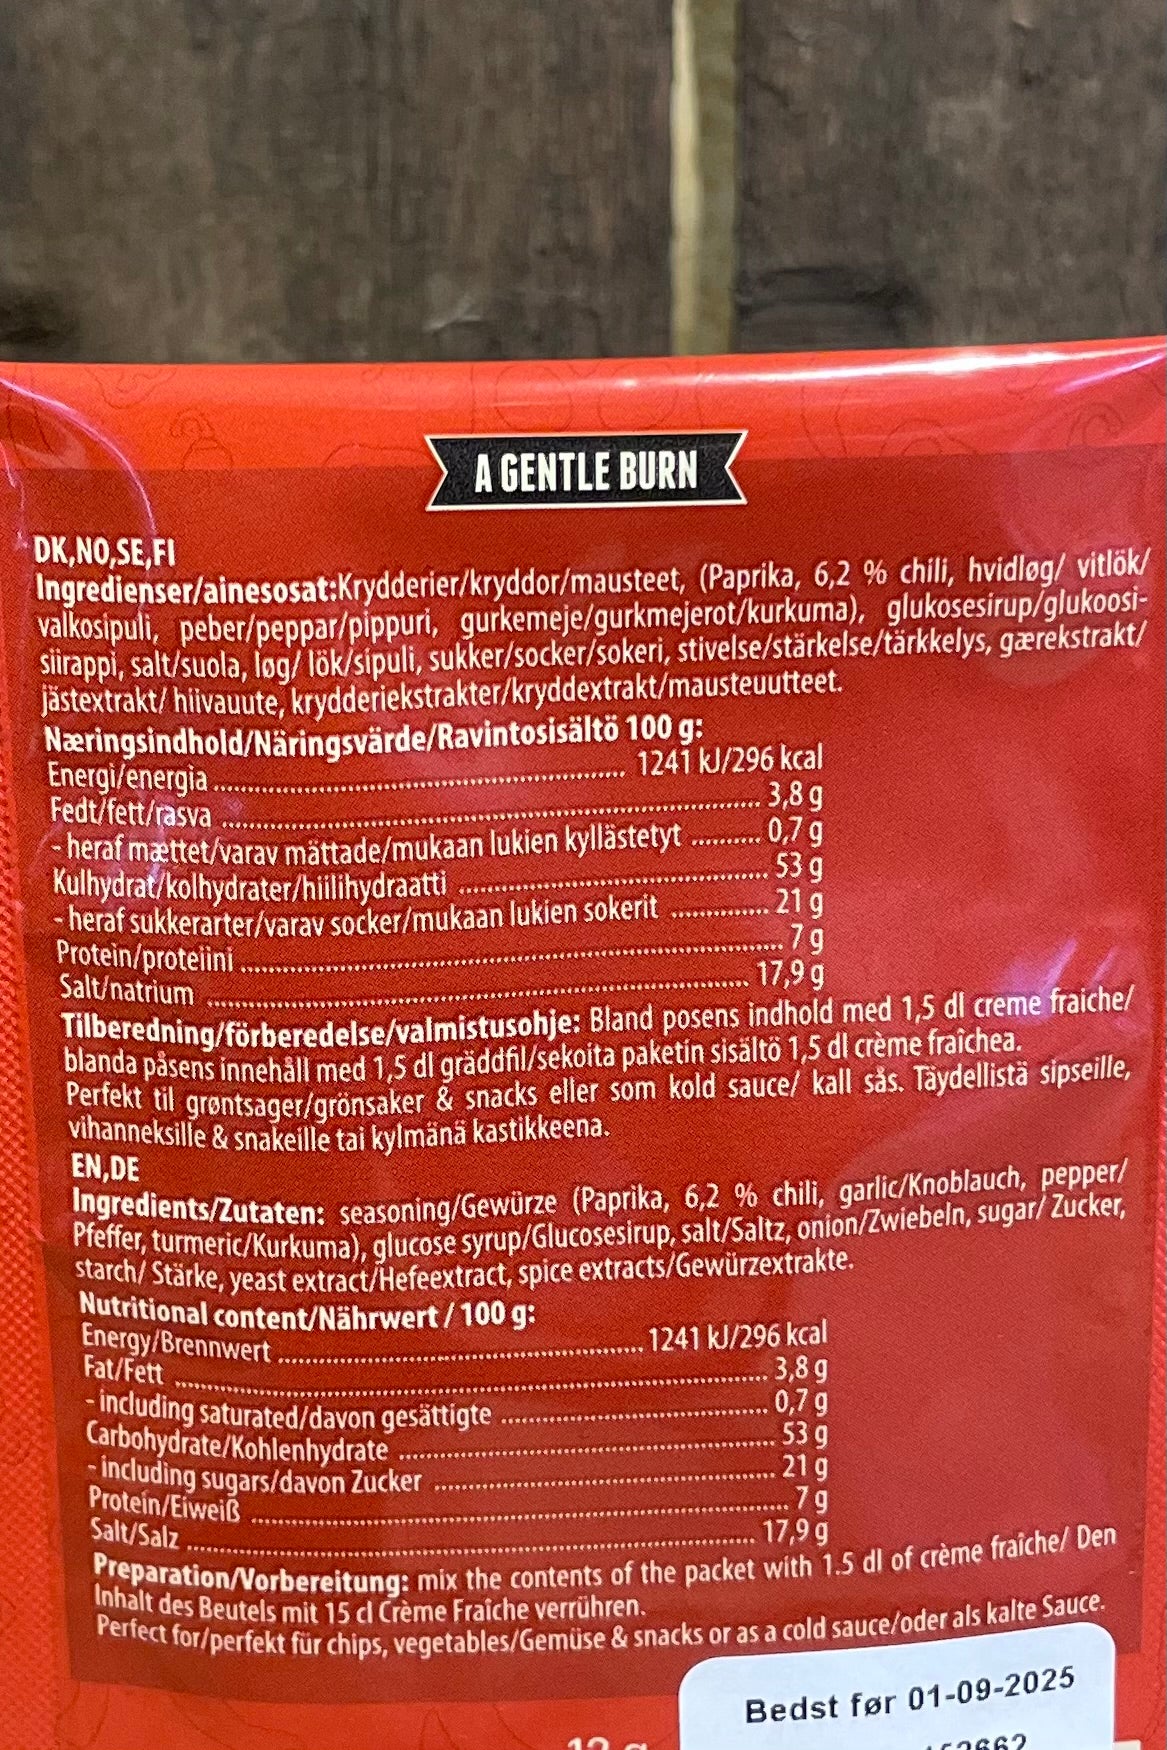 A GENTLE BURN
DK,NO,SE,FI
Ingredienser/ainesosat:Krydderier/kryddor/mausteet, (Paprika, 6,2 % chili, hvidløg/ vitlök/
valkosipuli, peber/peppar/pippuri, gurkemeje/gurkmejerot/kurkuma), glukosesirup/glukoosi-
siirappi, salt/suola, løg/ lök/sipuli, sukker/socker/sokeri, stivelse/stärkelse/tärkkelys, gærekstrakt/
jästextrakt/ hiivauute, krydderiekstrakter/kryddextrakt/mausteuutteet.
Næringsindhold/Näringsvärde/Ravintosisältö 100 g:
Energi/energia ........ 1241 kJ/296 kcal
Fedt/fett/rasva ........ 3,8 g
- heraf mættet/varav mättade/mukaan lukien kyllästetyt ........ 0,7 g
Kulhydrat/kolhydrater/hiilihydraatti ........ 53 g
- heraf sukkerarter/varav socker/mukaan lukien sokerit ........ 21 g
Protein/proteiini ........ 7 g
Salt/natrium ........ 17,9 g
Tilberedning/förberedelse/valmistusohje: Bland posens indhold med 1,5 dl creme fraiche/
blanda påsens innehåll med 1,5 dl gräddfil/sekoita paketin sisältö 1,5 dl crème fraîchea.
Perfekt til grøntsager/grönsaker & snacks eller som kold sauce/ kall sås. Täydellistä sipseille,
vihanneksille & snakeille tai kylmänä kastikkeena.
EN,DE
Ingredients/Zutaten: seasoning/Gewürze (Paprika, 6,2 % chili, garlic/Knoblauch, pepper/
Pfeffer, turmeric/Kurkuma), glucose syrup/Glucosesirup, salt/Saltz, onion/Zwiebeln, sugar/ Zucker,
starch/ Stärke, yeast extract/Hefeextract, spice extracts/Gewürzextrakte.
Nutritional content/Nährwert / 100 g:
Energy/Brennwert ........ 1241 kJ/296 kcal
Fat/Fett ........ 3,8 g
- including saturated/davon gesättigte ........ 0,7 g
Carbohydrate/Kohlenhydrate ........ 53 g
- including sugars/davon Zucker ........ 21 g
Protein/Eiweiß ........ 7 g
Salt/Salz ........ 17,9 g
Preparation/Vorbereitung: mix the contents of the packet with 1.5 dl of crème fraîche/ Den
Inhalt des Beutels mit 15 cl Crème Fraîche verrühren.
Perfect for/perfekt für chips, vegetables/Gemüse & snacks or as a cold sauce/oder als kalte Sauce.
Bedst før 01-09-2025